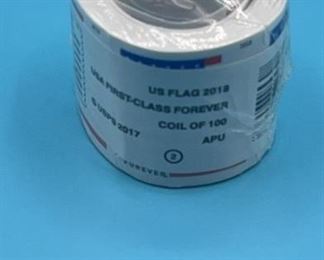 US FLAG 2018
USA FIRST-CLASS FOREVER
COIL OF 100
© USPS 2017
APU
2
FOREVER